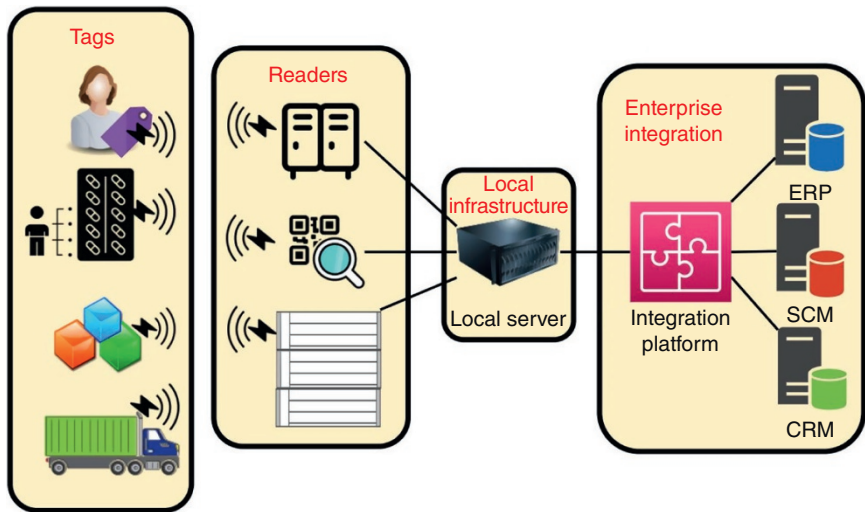 Tags
Readers
Local
infrastructure
Local server
Enterprise
integration
Integration
platform
ERP
SCM
CRM